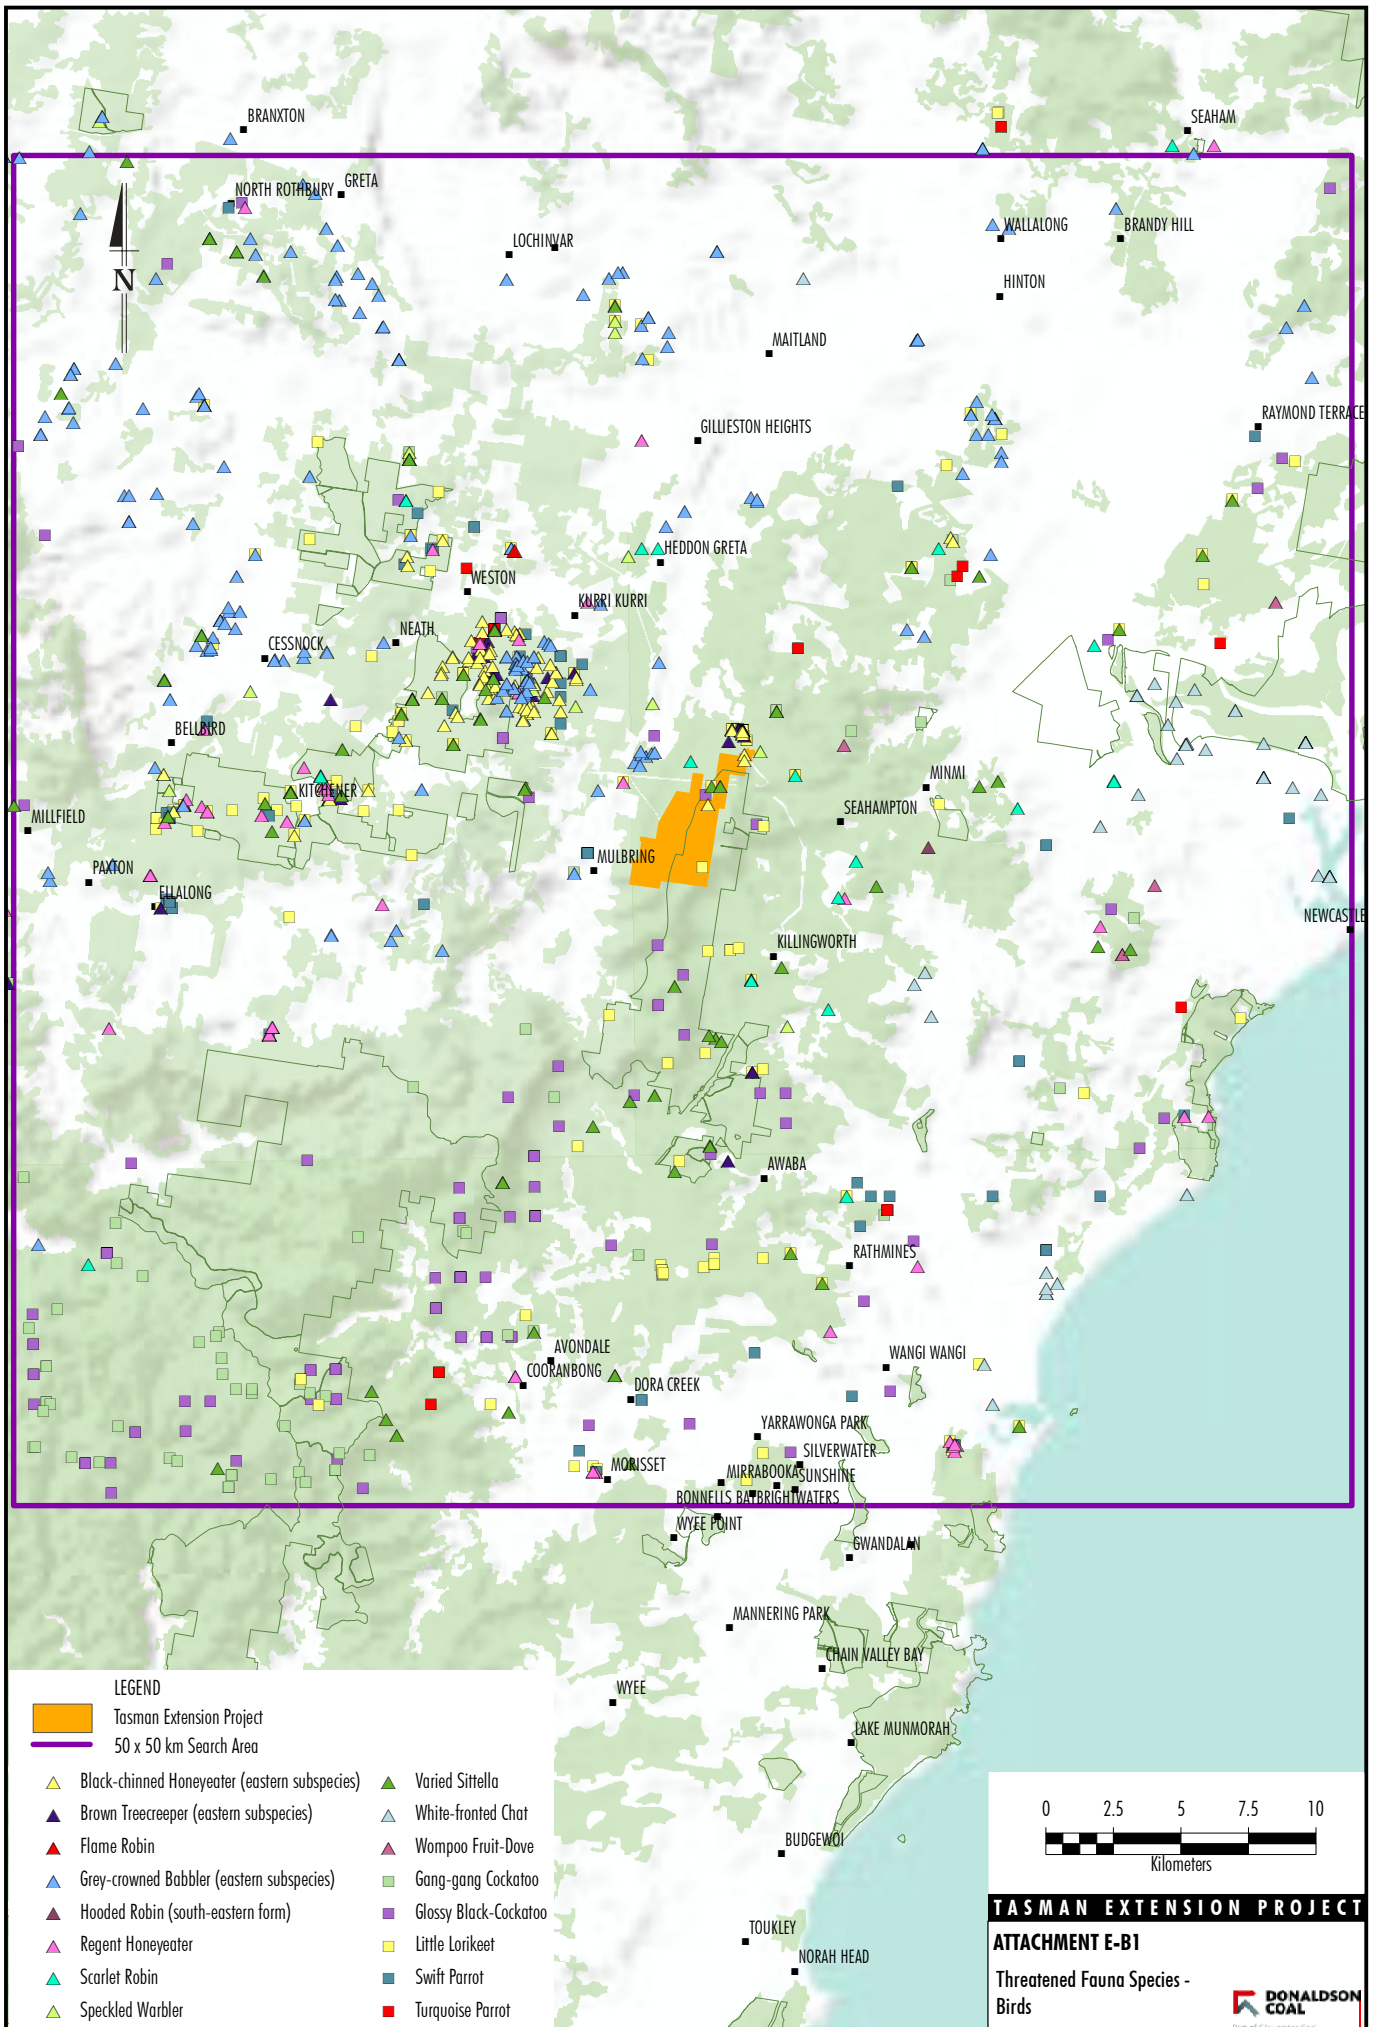 BRANXTON
SEAHAM
NORTH ROTHBURY
GRETA
LOCHINVAR
WALLALONG
BRANDY HILL
N
HINTON
MAITLAND
RAYMOND TERRACE
GILLIESTON HEIGHTS
HEDDON GRETA
WESTON
KURRI KURRI
CESSNOCK
NEATH
BELLBIRD
KITCHENER
MINMI
MILLFIELD
SEAHAMPTON
MULBRING
PAXTON
ELLALONG
NEWCASTLE
KILLINGWORTH
AWABA
RATHMINES
AVONDALE
WANGI WANGI
COORANBONG
DORA CREEK
YARRAWONGA PARK
SILVERWATER
MORISSET
MIRRABOOKA
SUNSHINE
BONNELLS BAY
BRIGHTWATERS
WYEE POINT
GWANDALAN
MANNERING PARK
CHAIN VALLEY BAY
WYEE
LAKE MUNMORAH
BUDGEWOI
TOUKLEY
NORAH HEAD
LEGEND
Tasman Extension Project
50 x 50 km Search Area
Black-chinned Honeyeater (eastern subspecies)
Brown Treecreeper (eastern subspecies)
Flame Robin
Grey-crowned Babbler (eastern subspecies)
Hooded Robin (south-eastern form)
Regent Honeyeater
Scarlet Robin
Speckled Warbler
Varied Sittella
White-fronted Chat
Wompoo Fruit-Dove
Gang-gang Cockatoo
Glossy Black-Cockatoo
Little Lorikeet
Swift Parrot
Turquoise Parrot
0 2.5 5 7.5 10
Kilometers
TASMAN EXTENSION PROJECT
ATTACHMENT E-B1
Threatened Fauna Species -
Birds
DONALDSON
COAL